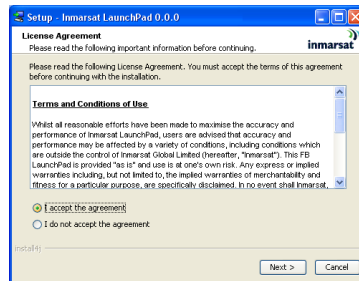 Setup - Inmarsat LaunchPad 0.0.0
License Agreement
Please read the following important information before continuing.
inmarsat
Please read the following License Agreement. You must accept the terms of this agreement
before continuing with the installation.
Terms and Conditions of Use
Whilst all reasonable efforts have been made to maximise the accuracy and
performance of Inmarsat LaunchPad, users are advised that accuracy and
performance may be affected by a variety of conditions, including conditions which
are outside the control of Inmarsat Global Limited (hereafter, "Inmarsat"). This FB
LaunchPad is provided "as is" and use is at one's own risk. Any express or implied
warranties including, but not limited to, the implied warranties of merchantability and
fitness for a particular purpose, are specifically disclaimed. In no event shall Inmarsat,
I accept the agreement
I do not accept the agreement
install4j
Next >
Cancel